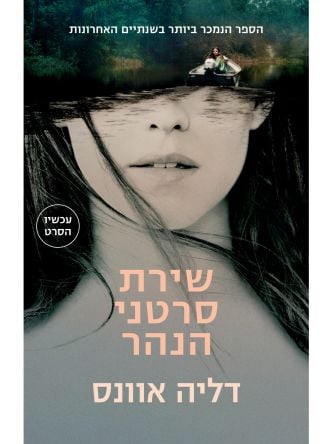 הספר הנמכר ביותר בשנתיים האחרונות
עכשיו
הסרט
שירת
סרטני
הנהר
דליה אוונס